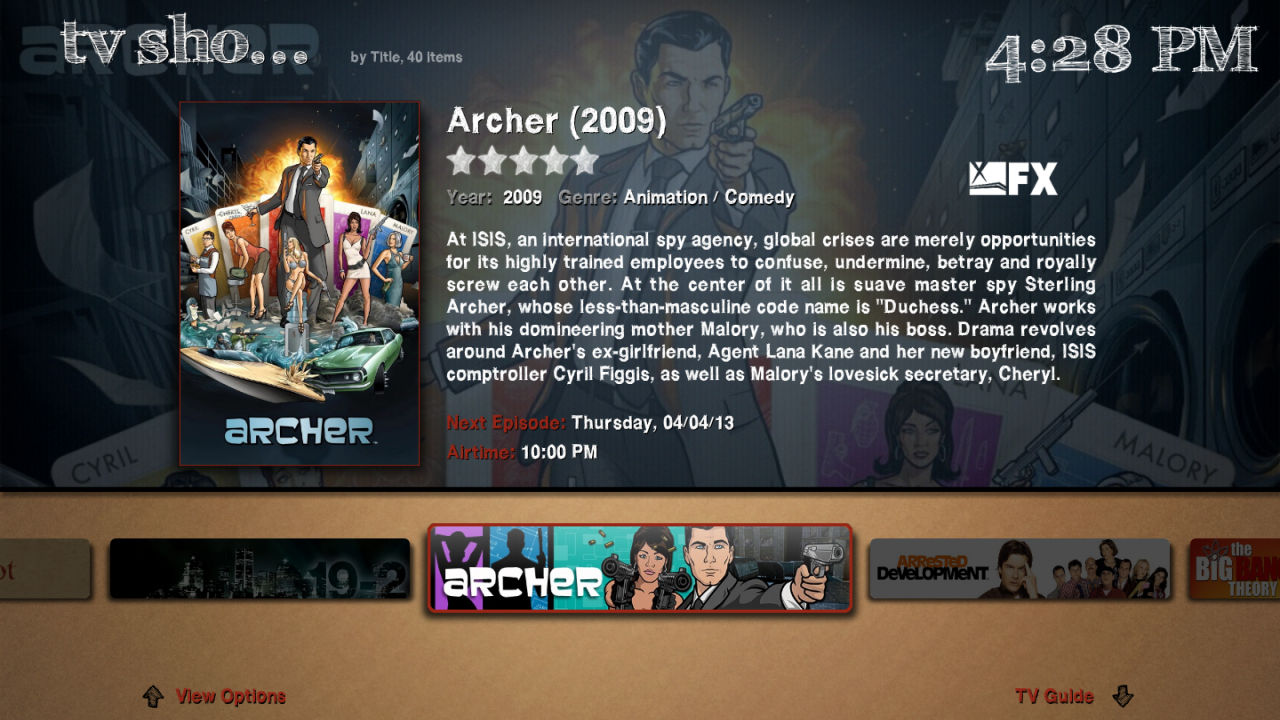 tv sho... by Title, 40 items 4:28 PM
ARCHER
Archer (2009)
FX
Year: 2009 Genre: Animation / Comedy
At ISIS, an international spy agency, global crises are merely opportunities
for its highly trained employees to confuse, undermine, betray and royally
screw each other. At the center of it all is suave master spy Sterling
Archer, whose less-than-masculine code name is "Duchess." Archer works
with his domineering mother Malory, who is also his boss. Drama revolves
around Archer's ex-girlfriend, Agent Lana Kane and her new boyfriend, ISIS
comptroller Cyril Figgis, as well as Malory's lovesick secretary, Cheryl.
Next Episode: Thursday, 04/04/13
Airtime: 10:00 PM
CYRIL
LANA
MALORY
ARCHER
CYRIL
MALORY
19-2
ARCHER
ARRESTED
DEVELOPMENT
the
BIG BAN
THEORY
View Options
TV Guide